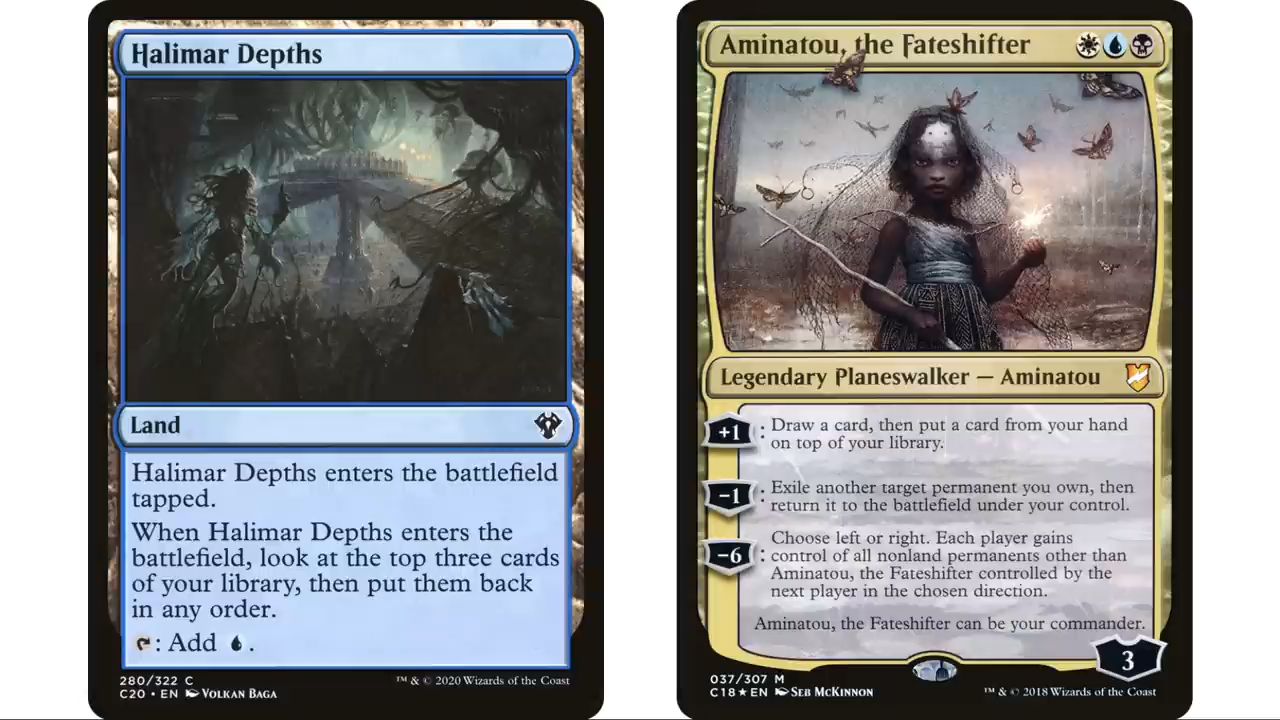 Halimar Depths
Land
Halimar Depths enters the battlefield
tapped.
When Halimar Depths enters the
battlefield, look at the top three cards
of your library, then put them back
in any order.
: Add .
280/322 C
C20 • EN VOLKAN BAGA
™ & © 2020 Wizards of the Coast
Aminatou, the Fateshifter
Legendary Planeswalker — Aminatou
+1 : Draw a card, then put a card from your hand
on top of your library.
−1 : Exile another target permanent you own, then
return it to the battlefield under your control.
−6 : Choose left or right. Each player gains
control of all nonland permanents other than
Aminatou, the Fateshifter controlled by the
next player in the chosen direction.
Aminatou, the Fateshifter can be your commander.
3
037/307 M
C18★EN SEB MCKINNON
™ & © 2018 Wizards of the Coast